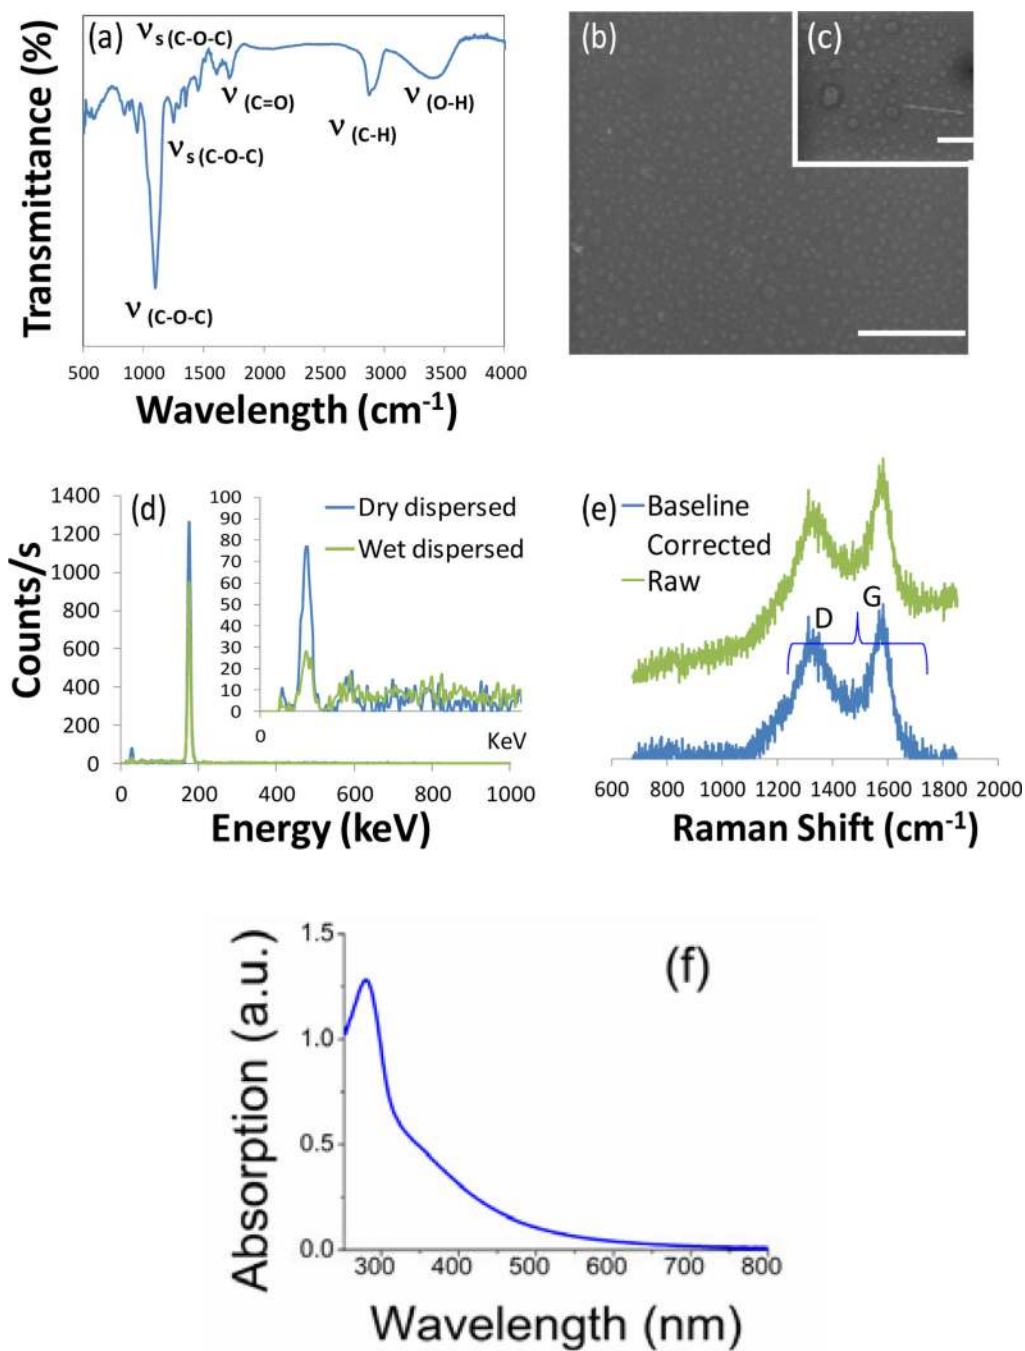 (a)
ν s (C-O-C)
ν (C=O)
ν (O-H)
ν (C-H)
ν s (C-O-C)
ν (C-O-C)
Transmittance (%)
500 1000 1500 2000 2500 3000 3500 4000
Wavelength (cm-1)
(b)
(c)
(d)
Counts/s
1400
1200
1000
800
600
400
200
0
0 200 400 600 800 1000
Energy (keV)
100
90
80
70
60
50
40
30
20
10
0
0 KeV
Dry dispersed
Wet dispersed
(e)
Baseline
Corrected
Raw
D G
600 800 1000 1200 1400 1600 1800 2000
Raman Shift (cm-1)
(f)
Absorption (a.u.)
1.5
1.0
0.5
0.0
300 400 500 600 700 800
Wavelength (nm)